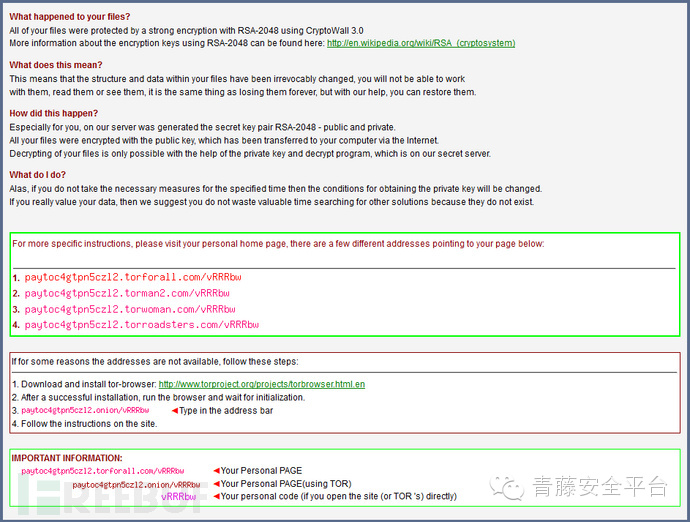 What happened to your files?
All of your files were protected by a strong encryption with RSA-2048 using CryptoWall 3.0
More information about the encryption keys using RSA-2048 can be found here: http://en.wikipedia.org/wiki/RSA_(cryptosystem)
What does this mean?
This means that the structure and data within your files have been irrevocably changed, you will not be able to work
with them, read them or see them, it is the same thing as losing them forever, but with our help, you can restore them.
How did this happen?
Especially for you, on our server was generated the secret key pair RSA-2048 - public and private.
All your files were encrypted with the public key, which has been transferred to your computer via the Internet.
Decrypting of your files is only possible with the help of the private key and decrypt program, which is on our secret server.
What do I do?
Alas, if you do not take the necessary measures for the specified time then the conditions for obtaining the private key will be changed.
If you really value your data, then we suggest you do not waste valuable time searching for other solutions because they do not exist.
For more specific instructions, please visit your personal home page, there are a few different addresses pointing to your page below:
1. paytoc4gtpn5czl2.torforall.com/vRRRbw
2. paytoc4gtpn5czl2.torman2.com/vRRRbw
3. paytoc4gtpn5czl2.torwoman.com/vRRRbw
4. paytoc4gtpn5czl2.torroadsters.com/vRRRbw
If for some reasons the addresses are not available, follow these steps:
1. Download and install tor-browser: http://www.torproject.org/projects/torbrowser.html.en
2. After a successful installation, run the browser and wait for initialization.
3. paytoc4gtpn5czl2.onion/vRRRbw ◄Type in the address bar
4. Follow the instructions on the site.
IMPORTANT INFORMATION:
paytoc4gtpn5czl2.torforall.com/vRRRbw ◄Your Personal PAGE
paytoc4gtpn5czl2.onion/vRRRbw ◄Your Personal PAGE(using TOR)
vRRRbw ◄Your personal code (if you open the site (or TOR 's) directly)
FREEBUF
青藤安全平台